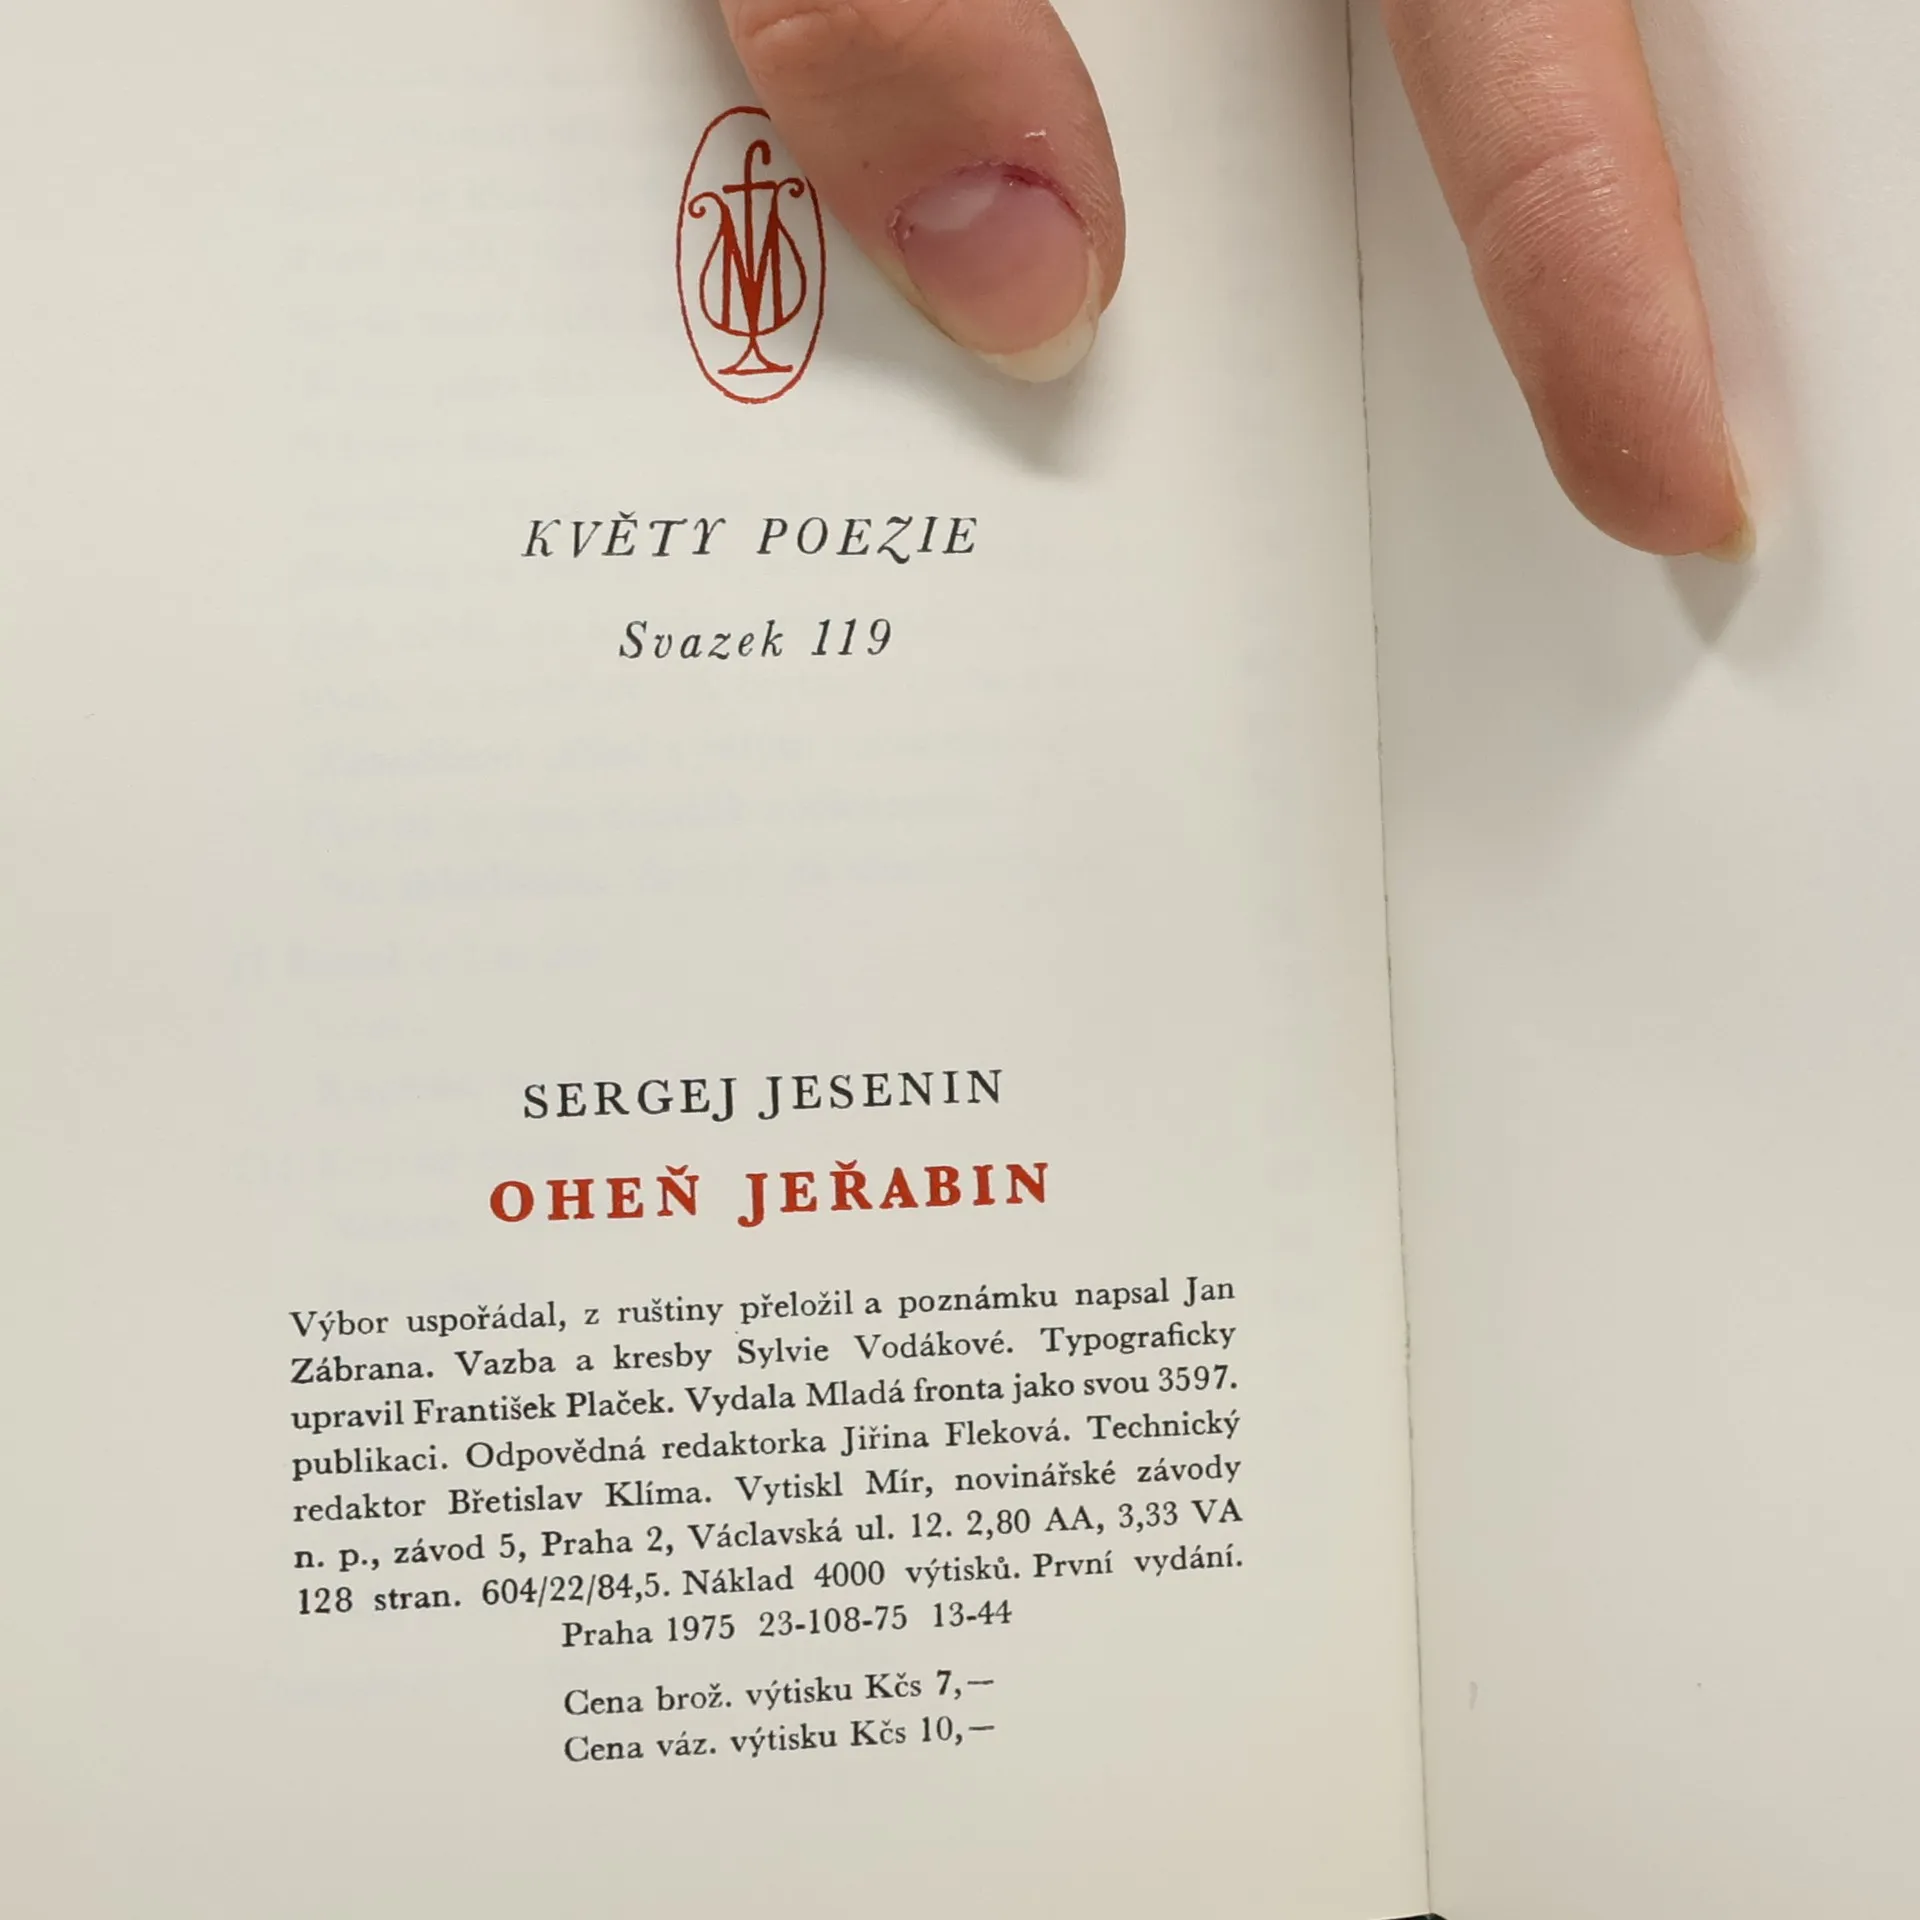 fM
KVĚTY POEZIE
Svazek 119
SERGEJ JESENIN
OHEŇ JEŘABIN
Výbor uspořádal, z ruštiny přeložil a poznámku napsal Jan
Zábrana. Vazba a kresby Sylvie Vodákové. Typograficky
upravil František Plaček. Vydala Mladá fronta jako svou 3597.
publikaci. Odpovědná redaktorka Jiřina Fleková. Technický
redaktor Břetislav Klíma. Vytiskl Mír, novinářské závody
n. p., závod 5, Praha 2, Václavská ul. 12. 2,80 AA, 3,33 VA
128 stran. 604/22/84,5. Náklad 4000 výtisků. První vydání.
Praha 1975 23-108-75 13-44
Cena brož. výtisku Kčs 7,—
Cena váz. výtisku Kčs 10,—